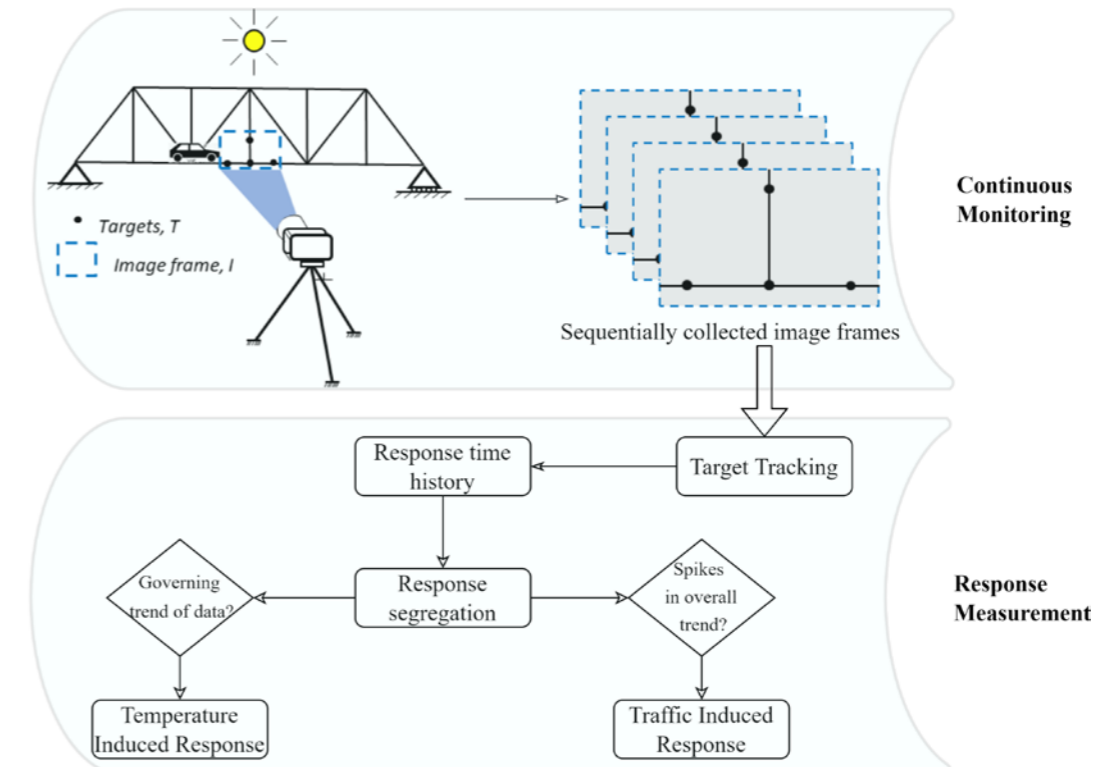 Targets, T
Image frame, I
Sequentially collected image frames
Continuous
Monitoring
Target Tracking
Response time
history
Response
segregation
Governing
trend of data?
Spikes
in overall
trend?
Temperature
Induced Response
Traffic Induced
Response
Response
Measurement